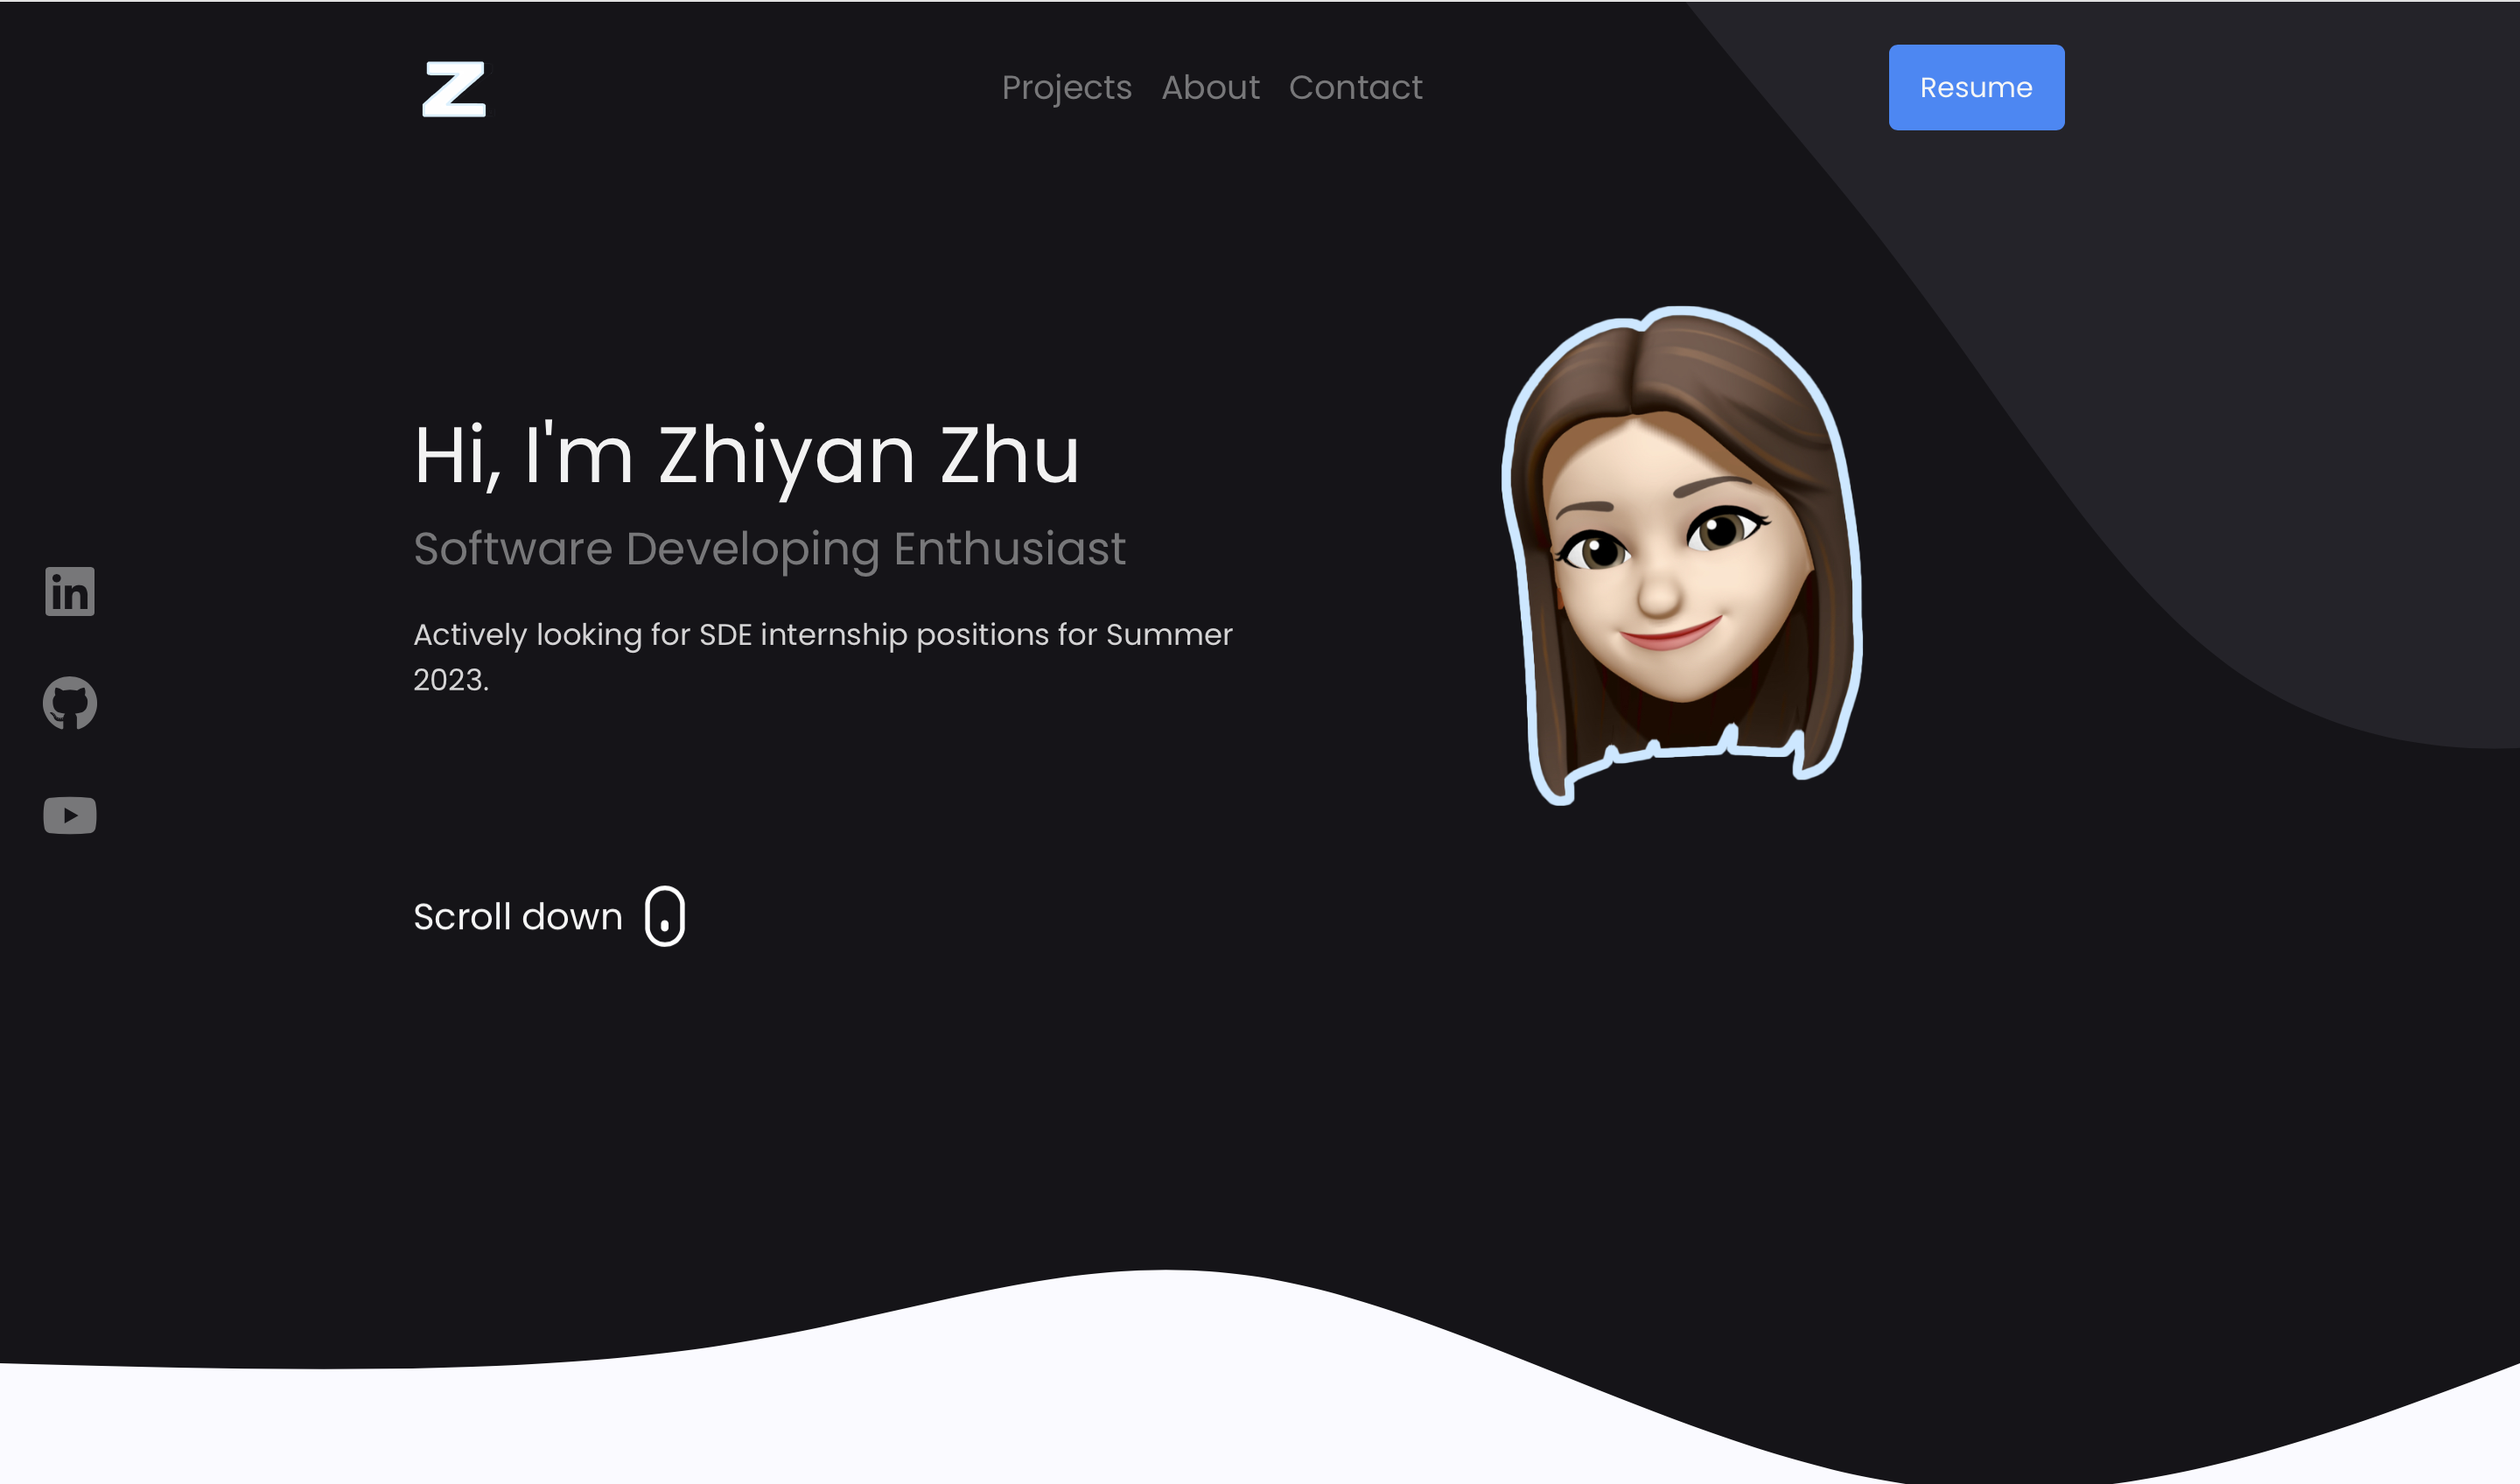 Z
Projects About Contact
Resume
Hi, I'm Zhiyan Zhu
Software Developing Enthusiast
in
Actively looking for SDE internship positions for Summer
2023.
Scroll down